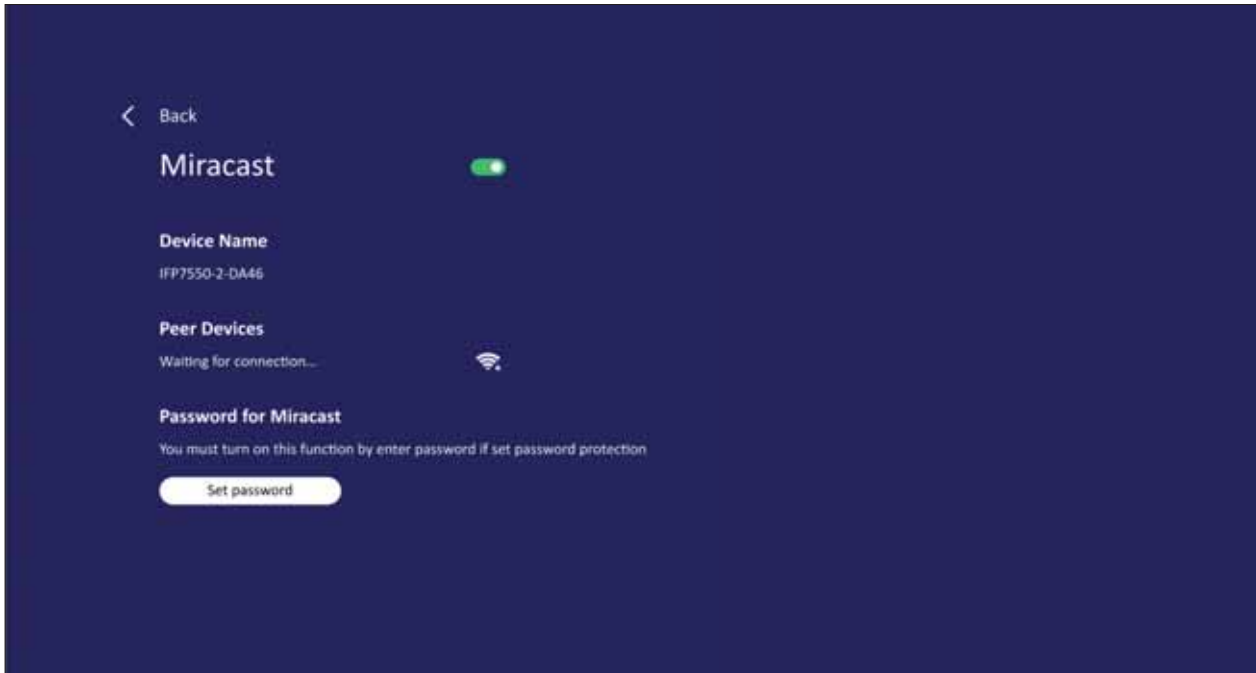 Back
Miracast
Device Name
IFP7550-2-DA46
Peer Devices
Waiting for connection...
Password for Miracast
You must turn on this function by enter password if set password protection
Set password